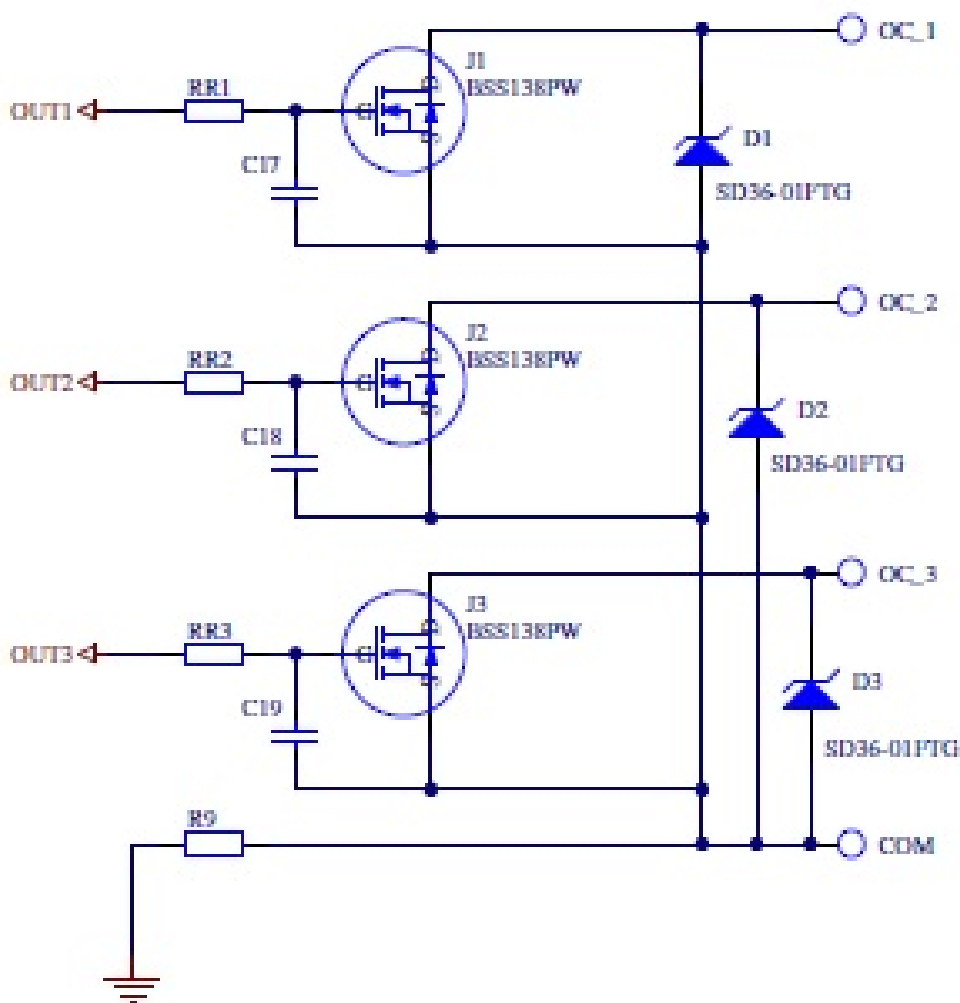 OC_1
J1
BSS138PW
RR1
OUT1
G
D
S
D1
C17
SD36-01FTG
OC_2
J2
BSS138PW
RR2
OUT2
G
D
S
D2
C18
SD36-01FTG
OC_3
J3
BSS138PW
RR3
OUT3
G
D
S
D3
C19
SD36-01FTG
R9
COM